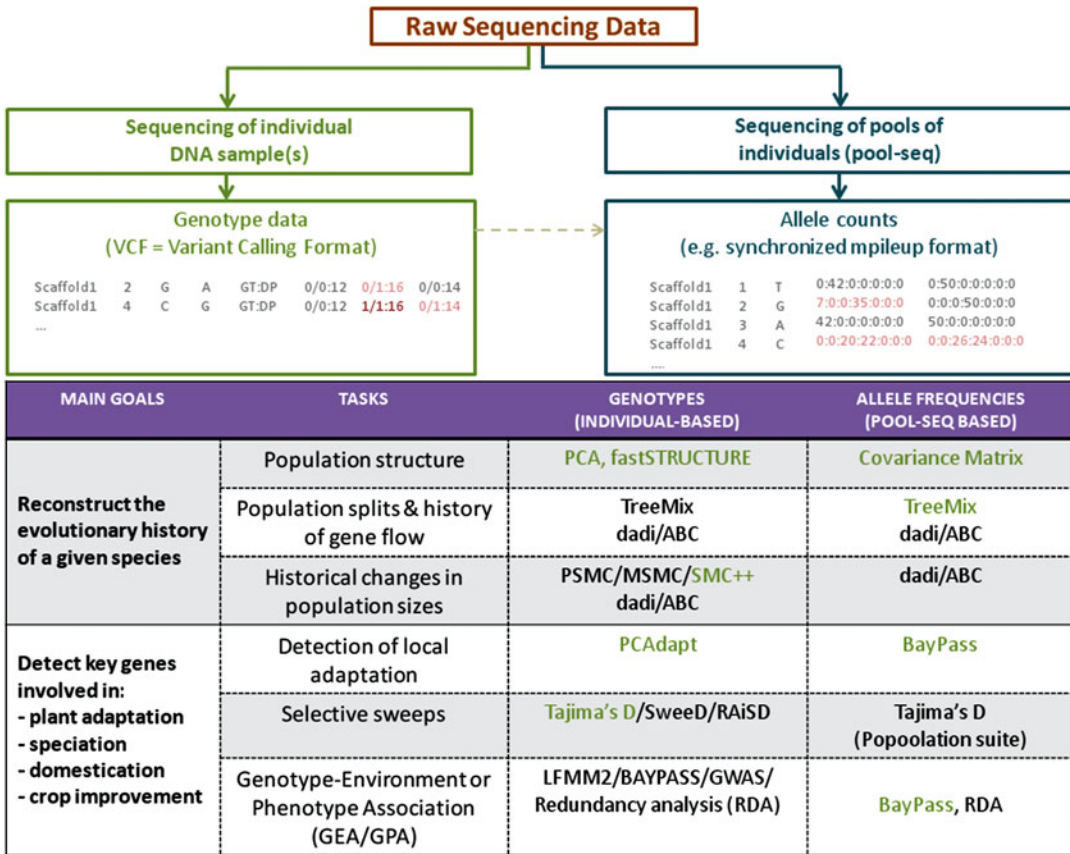 Raw Sequencing Data
Sequencing of individual
DNA sample(s)
Sequencing of pools of
individuals (pool-seq)
Genotype data
(VCF = Variant Calling Format)
Scaffold1 2 G A GT:DP 0/0:12 0/1:16 0/0:14
Scaffold1 4 C G GT:DP 0/0:12 1/1:16 0/1:14
...
Allele counts
(e.g. synchronized mpileup format)
Scaffold1 1 T 0:42:0:0:0:0:0 0:50:0:0:0:0:0
Scaffold1 2 G 7:0:0:35:0:0:0 0:0:0:50:0:0:0
Scaffold1 3 A 42:0:0:0:0:0:0 50:0:0:0:0:0:0
Scaffold1 4 C 0:0:20:22:0:0:0 0:0:26:24:0:0:0
....
MAIN GOALS TASKS GENOTYPES ALLELE FREQUENCIES
(INDIVIDUAL-BASED) (POOL-SEQ BASED)
Reconstruct the
evolutionary history
of a given species
Population structure PCA, fastSTRUCTURE Covariance Matrix
Population splits & history TreeMix TreeMix
of gene flow dadi/ABC dadi/ABC
Historical changes in PSMC/MSMC/SMC++ dadi/ABC
population sizes dadi/ABC
Detect key genes
involved in:
- plant adaptation
- speciation
- domestication
- crop improvement
Detection of local PCAdapt BayPass
adaptation
Selective sweeps Tajima's D/SweeD/RAiSD Tajima's D
(Popoolation suite)
Genotype-Environment or LFMM2/BAYPASS/GWAS/
Phenotype Association Redundancy analysis (RDA) BayPass, RDA
(GEA/GPA)